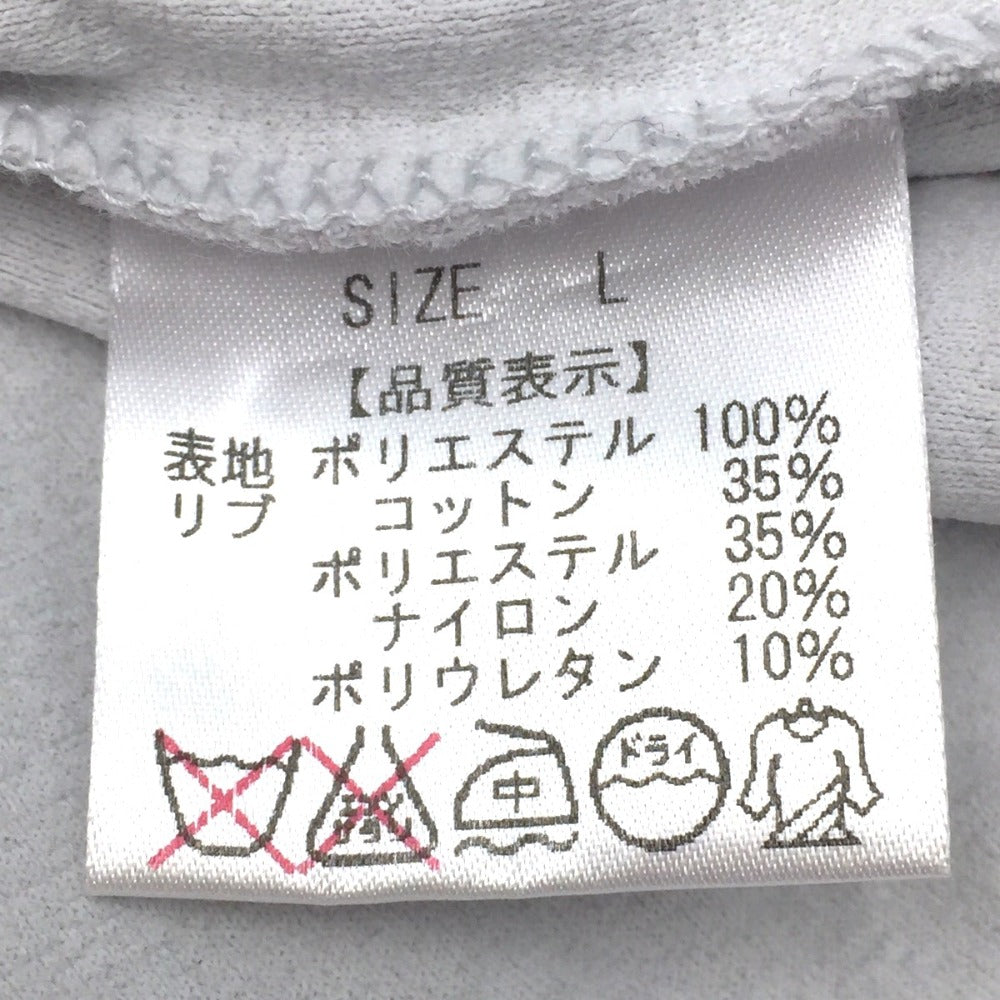 SIZE L
【品質表示】
表地 ポリエステル 100%
リブ コットン 35%
ポリエステル 35%
ナイロン 20%
ポリウレタン 10%
中 ドライ